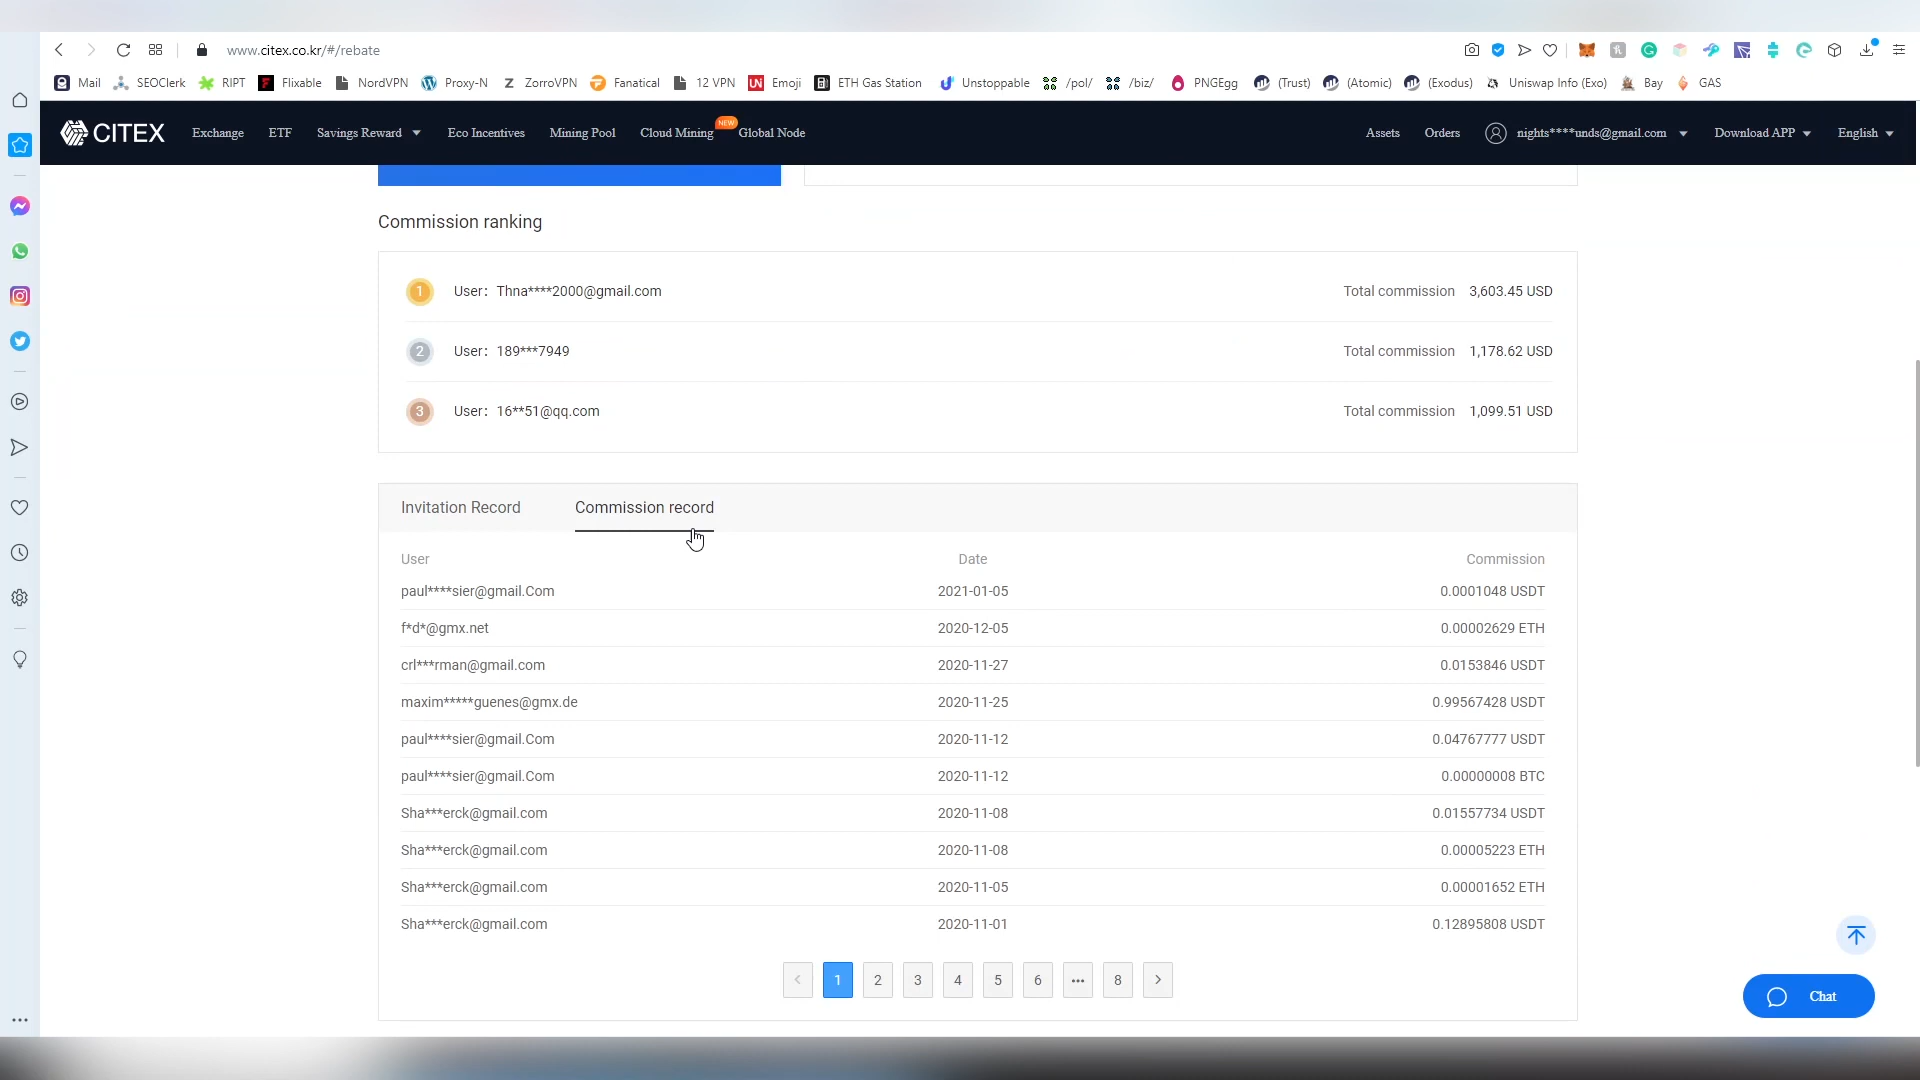 www.citex.co.kr/#/rebate
Mail SEOClerk RIPT Flixable NordVPN Proxy-N ZorroVPN Fanatical 12 VPN Emoji ETH Gas Station Unstoppable /pol/ /biz/ PNGEgg (Trust) (Atomic) (Exodus) Uniswap Info (Exo) Bay GAS
CITEX Exchange ETF Savings Reward Eco Incentives Mining Pool Cloud Mining NEW Global Node Assets Orders nights****unds@gmail.com Download APP English
Commission ranking
1 User: Thna****2000@gmail.com Total commission 3,603.45 USD
2 User: 189***7949 Total commission 1,178.62 USD
3 User: 16**51@qq.com Total commission 1,099.51 USD
Invitation Record Commission record
User Date Commission
paul****sier@gmail.Com 2021-01-05 0.0001048 USDT
f*d*@gmx.net 2020-12-05 0.00002629 ETH
crl***rman@gmail.com 2020-11-27 0.0153846 USDT
maxim*****guenes@gmx.de 2020-11-25 0.99567428 USDT
paul****sier@gmail.Com 2020-11-12 0.04767777 USDT
paul****sier@gmail.Com 2020-11-12 0.00000008 BTC
Sha***erck@gmail.com 2020-11-08 0.01557734 USDT
Sha***erck@gmail.com 2020-11-08 0.00005223 ETH
Sha***erck@gmail.com 2020-11-05 0.00001652 ETH
Sha***erck@gmail.com 2020-11-01 0.12895808 USDT
1 2 3 4 5 6 ••• 8
Chat